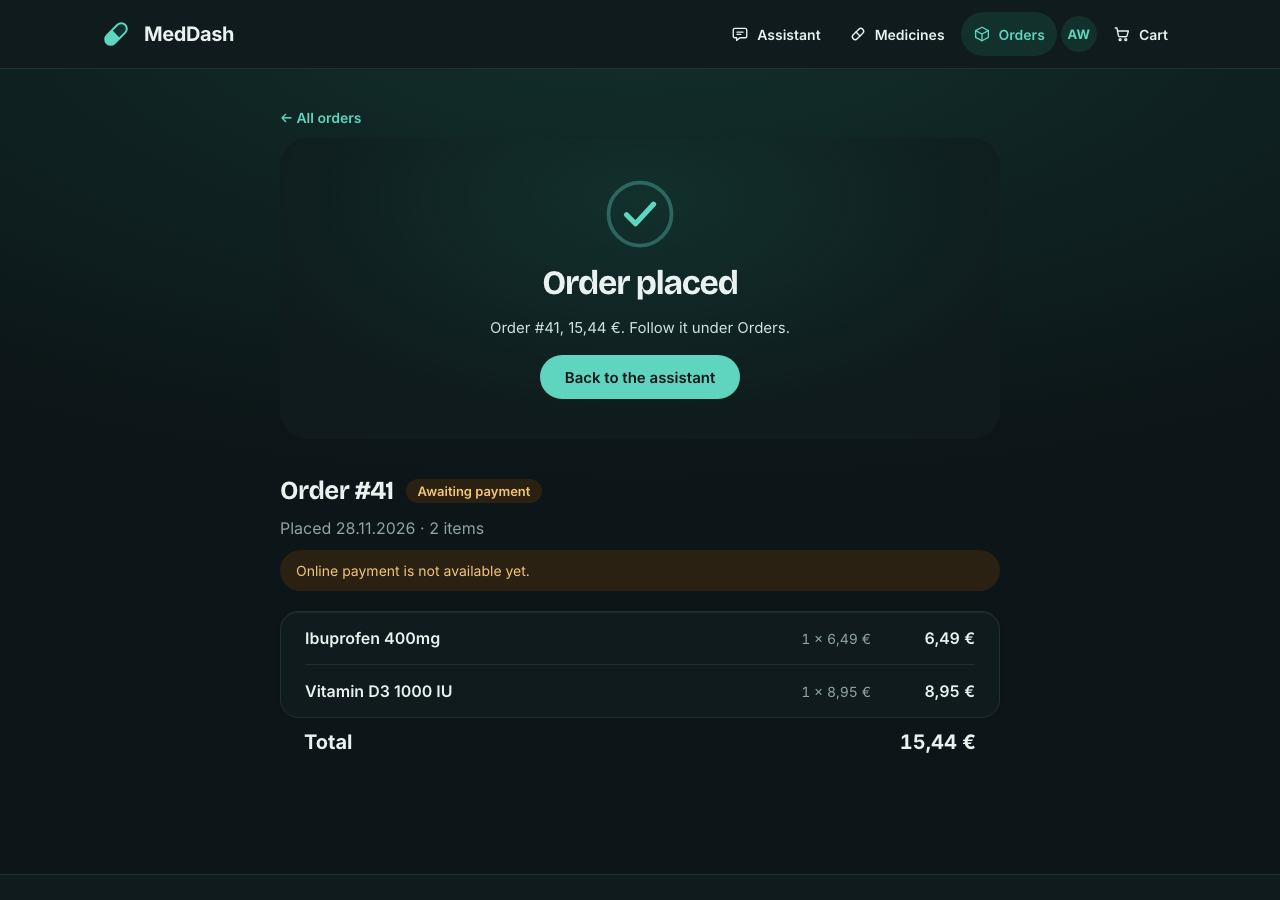 MedDash
Assistant
Medicines
Orders
AW
Cart
← All orders
Order placed
Order #41, 15,44 €. Follow it under Orders.
Back to the assistant
Order #41 Awaiting payment
Placed 28.11.2026 · 2 items
Online payment is not available yet.
Ibuprofen 400mg 1 × 6,49 € 6,49 €
Vitamin D3 1000 IU 1 × 8,95 € 8,95 €
Total 15,44 €